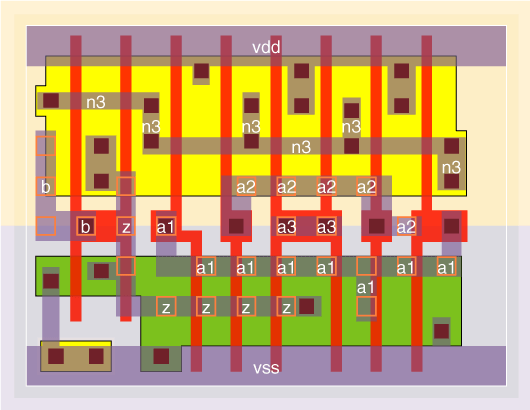 vdd
n3
n3 n3 n3
n3
n3
b a2 a2 a2 a2
b z a1 a3 a3 a2
a1 a1 a1 a1 a1 a1
a1
z z z z
vss